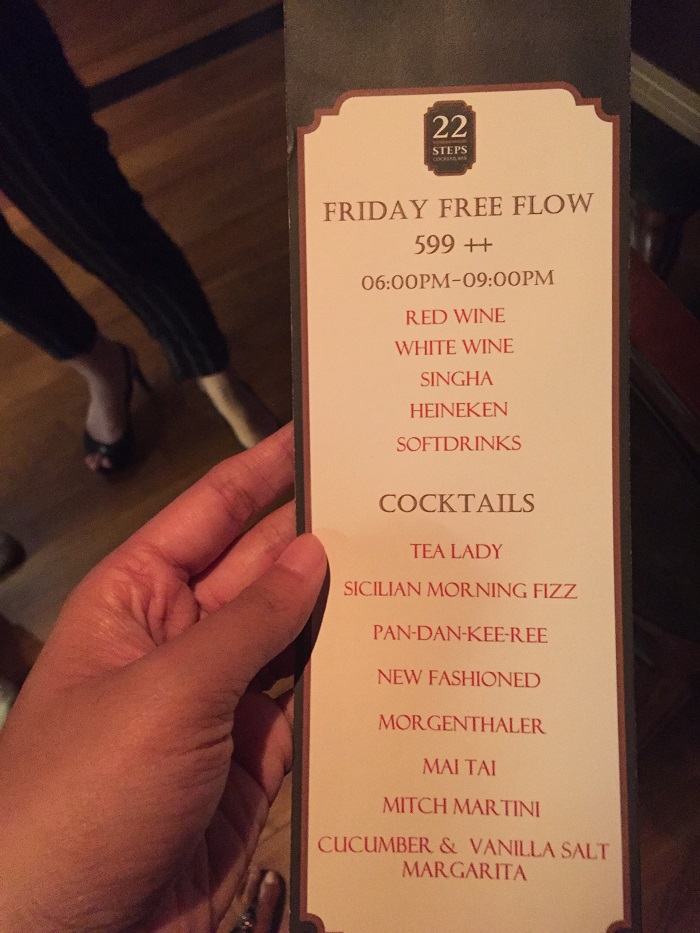 22
STEPS
COCKTAIL BAR
FRIDAY FREE FLOW
599 ++
06:00PM-09:00PM
RED WINE
WHITE WINE
SINGHA
HEINEKEN
SOFTDRINKS
COCKTAILS
TEA LADY
SICILIAN MORNING FIZZ
PAN-DAN-KEE-REE
NEW FASHIONED
MORGENTHALER
MAI TAI
MITCH MARTINI
CUCUMBER & VANILLA SALT
MARGARITA